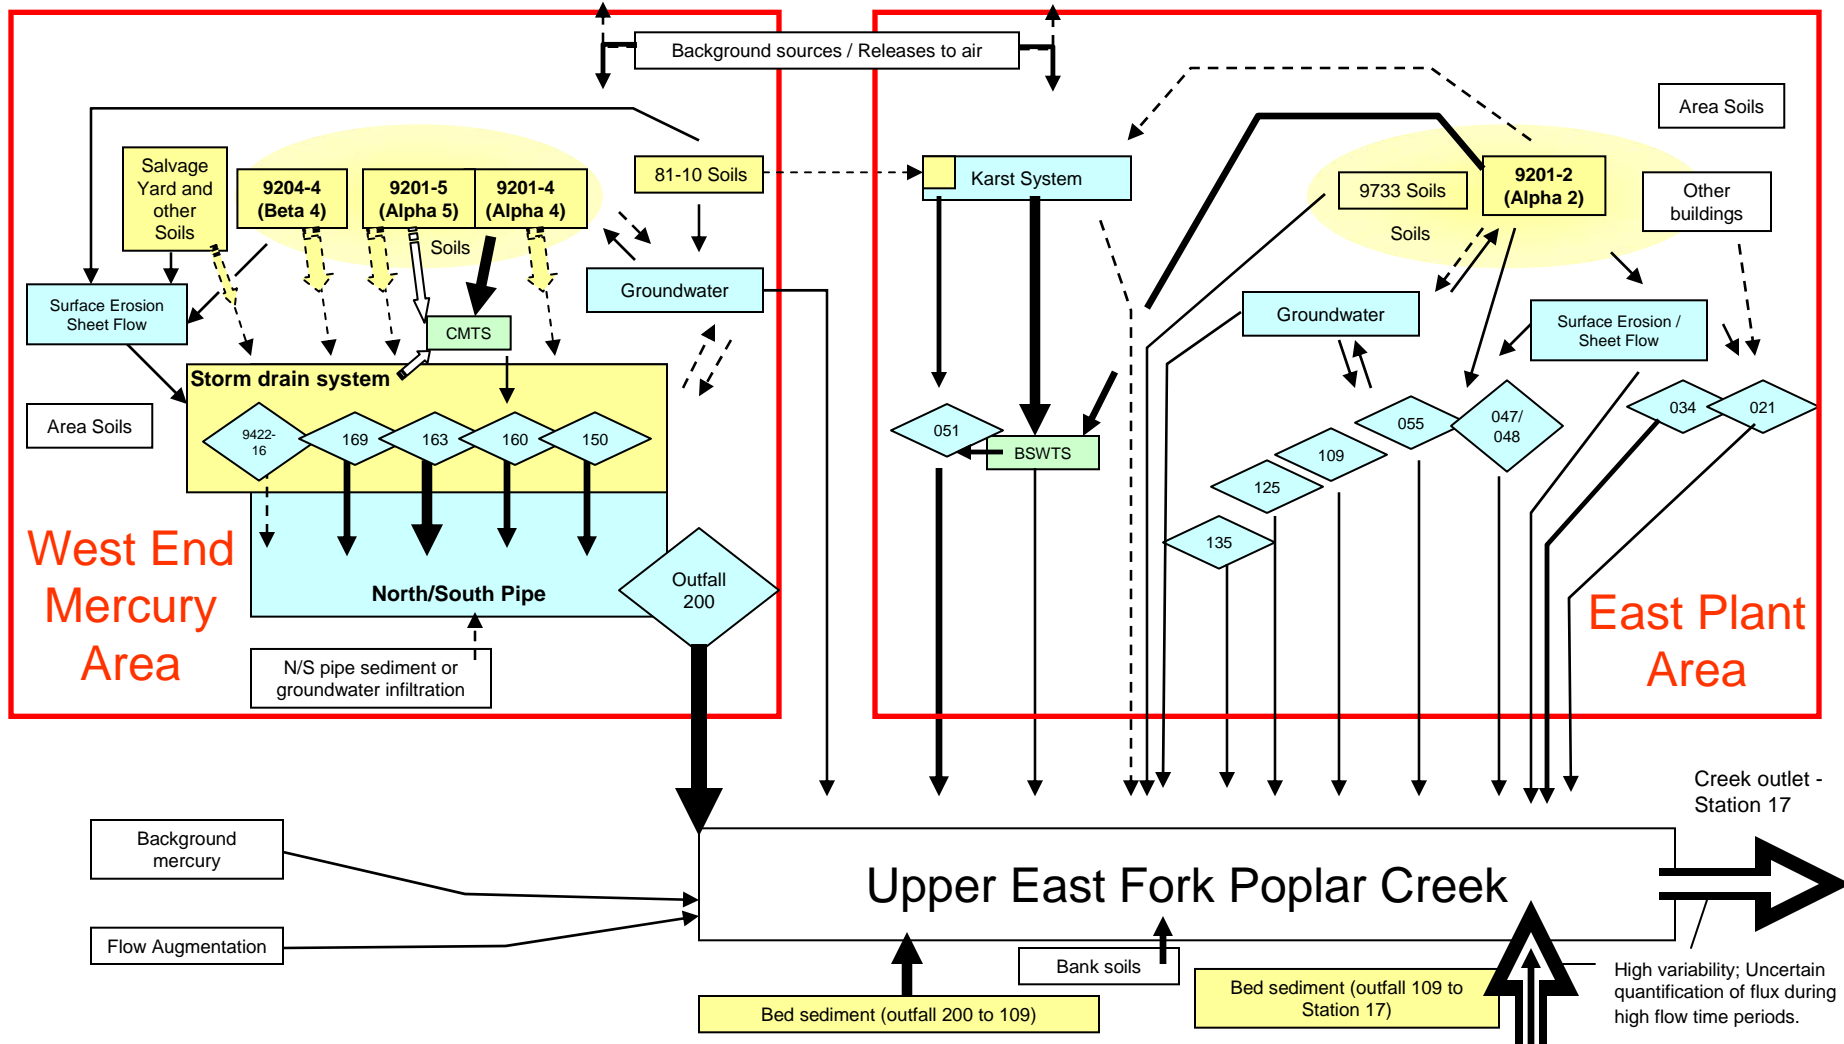 Background sources / Releases to air
Area Soils
Salvage
Yard and
other
Soils
9204-4
(Beta 4)
9201-5
(Alpha 5)
9201-4
(Alpha 4)
Soils
81-10 Soils
Karst System
9733 Soils
9201-2
(Alpha 2)
Soils
Other
buildings
Surface Erosion
Sheet Flow
CMTS
Groundwater
Groundwater
Surface Erosion /
Sheet Flow
Storm drain system
Area Soils
9422-
16
169
163
160
150
051
BSWTS
135
125
109
055
047/
048
034
021
West End
Mercury
Area
North/South Pipe
Outfall
200
N/S pipe sediment or
groundwater infiltration
East Plant
Area
Creek outlet -
Station 17
Background
mercury
Flow Augmentation
Upper East Fork Poplar Creek
Bank soils
Bed sediment (outfall 200 to 109)
Bed sediment (outfall 109 to
Station 17)
High variability; Uncertain
quantification of flux during
high flow time periods.